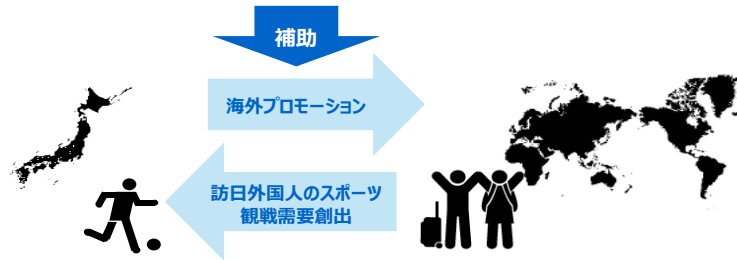 補助
海外プロモーション
訪日外国人のスポーツ
観戦需要創出